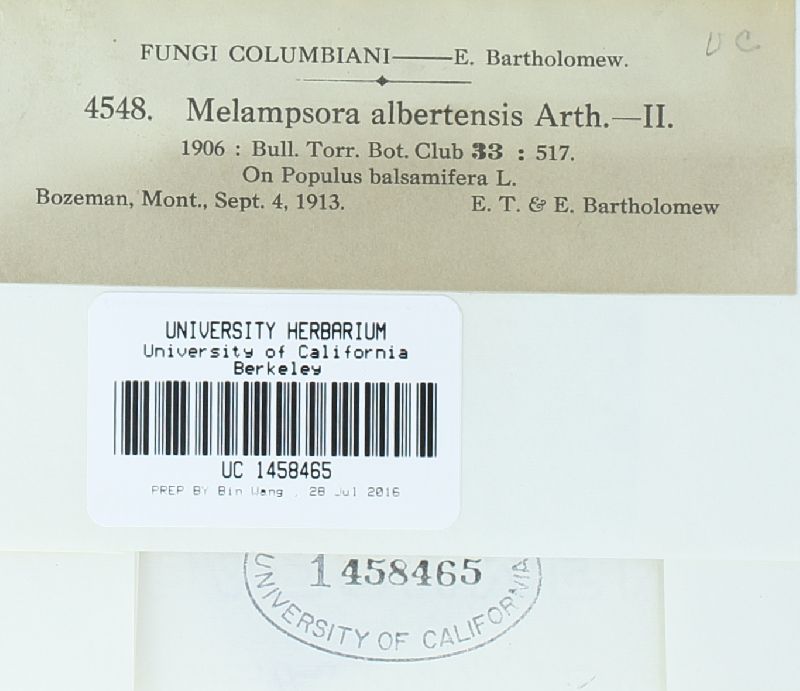 UC
FUNGI COLUMBIANI——E. Bartholomew.
4548. Melampsora albertensis Arth.—II.
1906 : Bull. Torr. Bot. Club 33 : 517.
On Populus balsamifera L.
Bozeman, Mont., Sept. 4, 1913. E. T. & E. Bartholomew
UNIVERSITY HERBARIUM
University of California
Berkeley
UC 1458465
PREP BY Bin Wang , 28 Jul 2016
1458465
UNIVERSITY OF CALIFORNIA